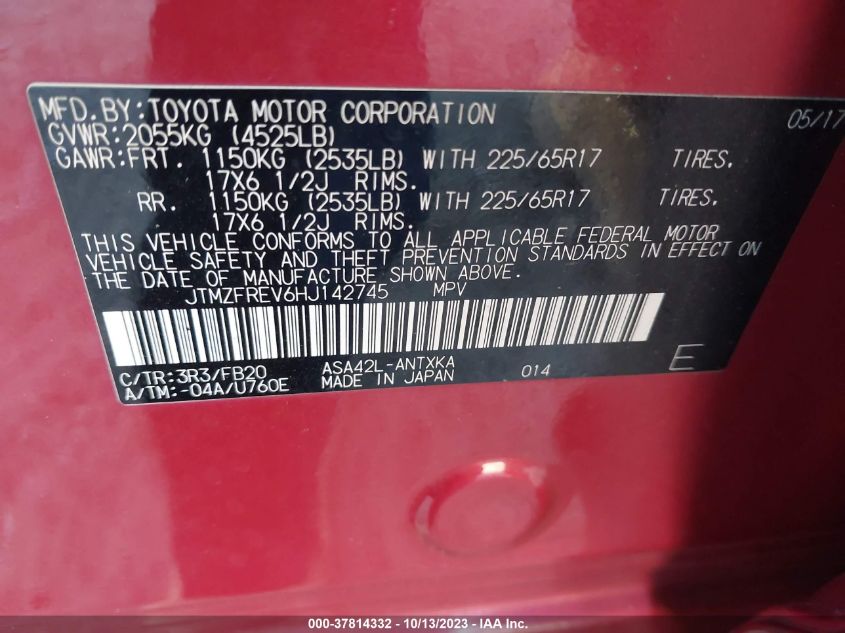 MFD.BY:TOYOTA MOTOR CORPORATION 05/17
GVWR:2055KG (4525LB)
GAWR:FRT. 1150KG (2535LB) WITH 225/65R17 TIRES.
17X6 1/2J RIMS.
RR. 1150KG (2535LB) WITH 225/65R17 TIRES.
17X6 1/2J RIMS.
THIS VEHICLE CONFORMS TO ALL APPLICABLE FEDERAL MOTOR
VEHICLE SAFETY AND THEFT PREVENTION STANDARDS IN EFFECT ON
THE DATE OF MANUFACTURE SHOWN ABOVE.
JTMZFREV6HJ142745 MPV
C/TR:3R3/FB20 ASA42L-ANTXKA 014 E
A/TM:-04A/U760E MADE IN JAPAN
000-37814332 - 10/13/2023 - © IAA Inc.